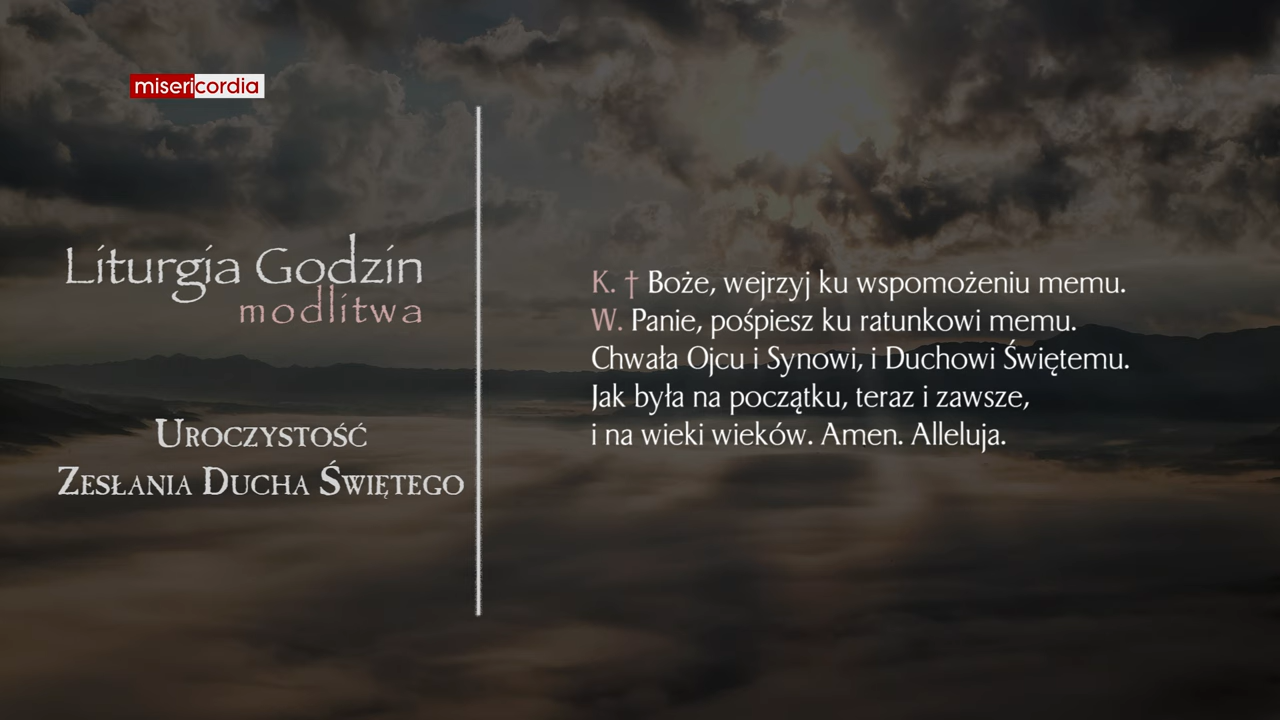 misericordia
Liturgia Godzin
modlitwa
Uroczystość
Zesłania Ducha Świętego
K. † Boże, wejrzyj ku wspomożeniu memu.
W. Panie, pośpiesz ku ratunkowi memu.
Chwała Ojcu i Synowi, i Duchowi Świętemu.
Jak była na początku, teraz i zawsze,
i na wieki wieków. Amen. Alleluja.